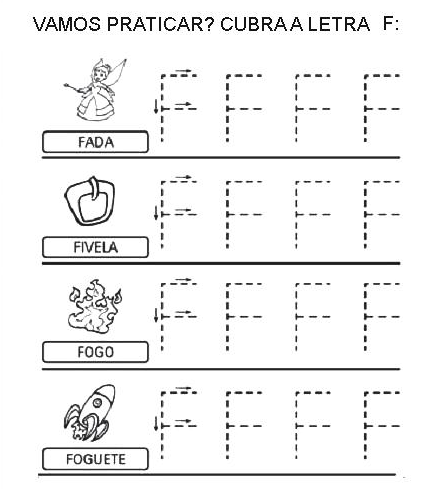 VAMOS PRATICAR? CUBRA A LETRA F:
F F F F
FADA
F F F F
FIVELA
F F F F
FOGO
F F F F
FOGUETE